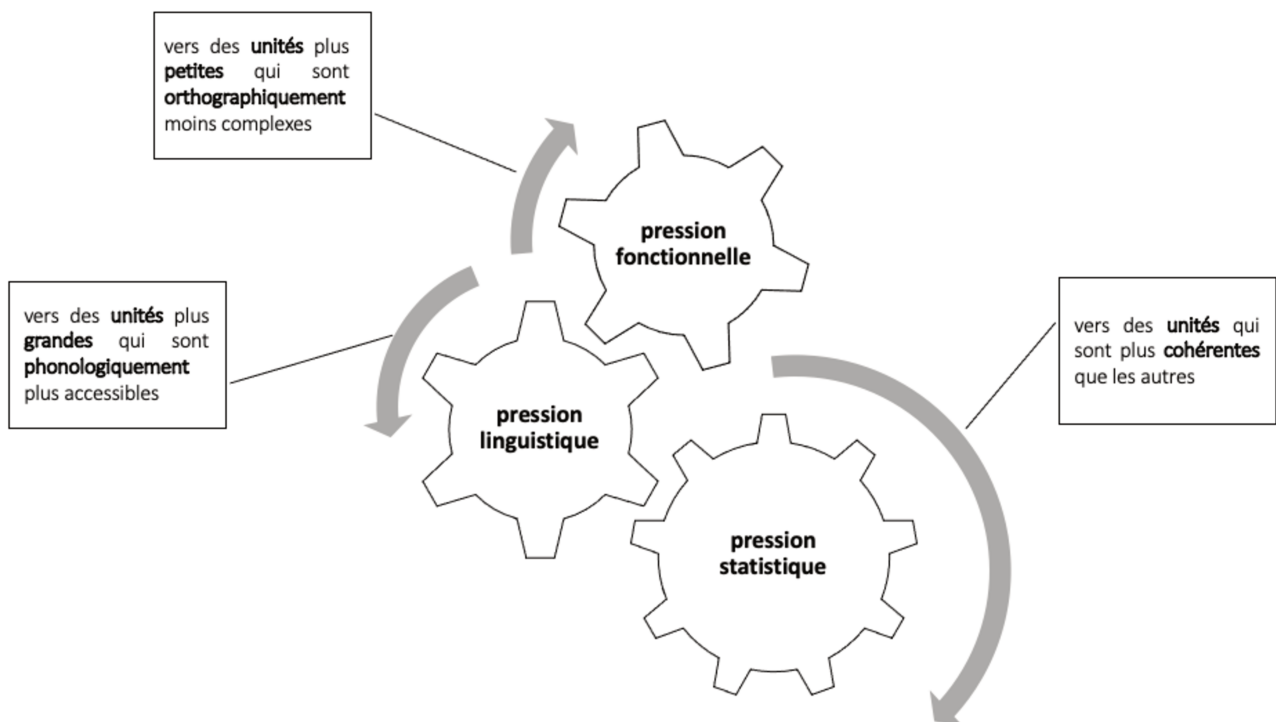 vers des unités plus
petites qui sont
orthographiquement
moins complexes
pression
fonctionnelle
vers des unités plus
grandes qui sont
phonologiquement
plus accessibles
pression
linguistique
vers des unités qui
sont plus cohérentes
que les autres
pression
statistique